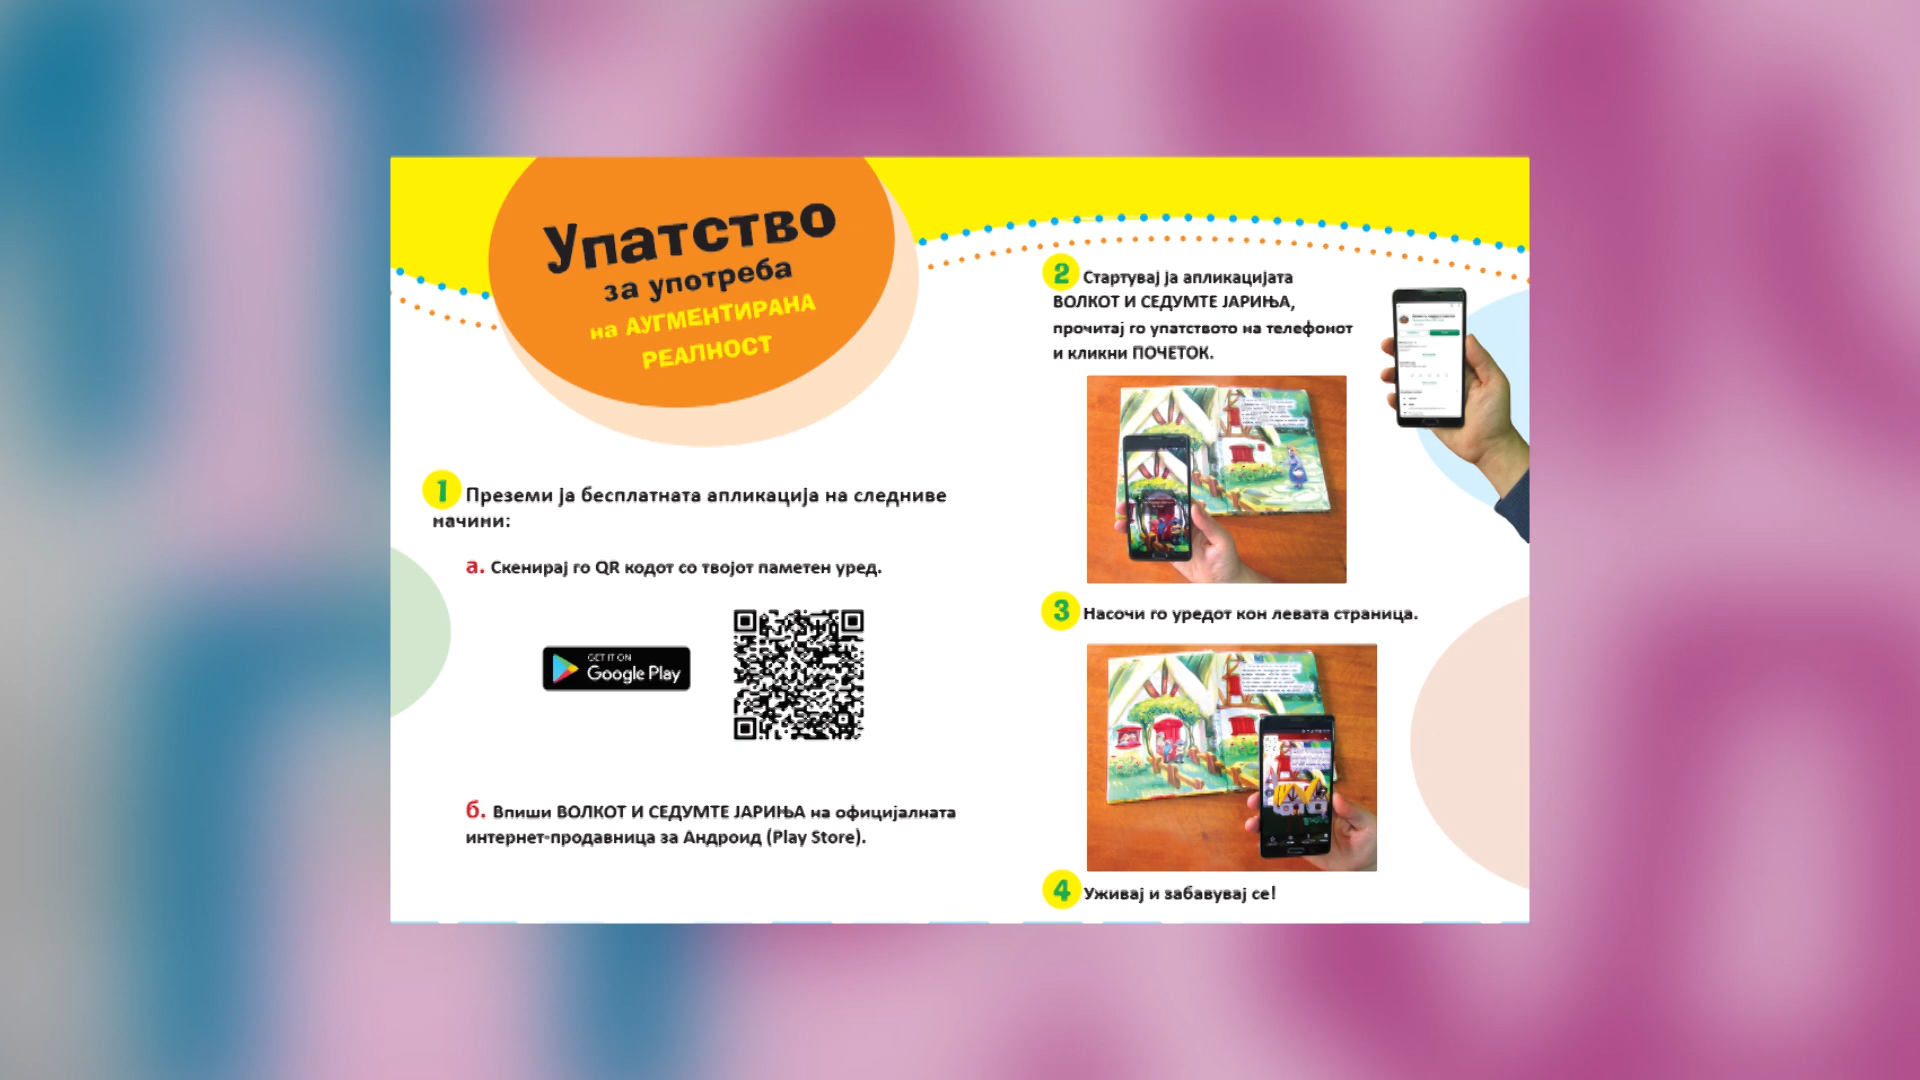 Упатство
за употреба
на АУГМЕНТИРАНА
РЕАЛНОСТ
1 Преземи ја бесплатната апликација на следниве
начини:
а. Скенирај го QR кодот со твојот паметен уред.
GET IT ON
Google Play
б. Впиши ВОЛКОТ И СЕДУМТЕ ЈАРИЊА на официјалната
интернет-продавница за Андроид (Play Store).
2 Стартувај ја апликацијата
ВОЛКОТ И СЕДУМТЕ ЈАРИЊА,
прочитај го упатството на телефонот
и кликни ПОЧЕТОК.
3 Насочи го уредот кон левата страница.
4 Уживај и забавувај се!